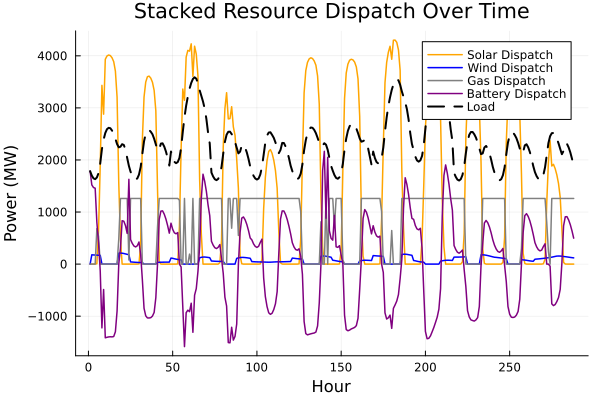 Stacked Resource Dispatch Over Time
Power (MW)
4000
3000
2000
1000
0
−1000
Solar Dispatch
Wind Dispatch
Gas Dispatch
Battery Dispatch
Load
0 50 100 150 200 250
Hour